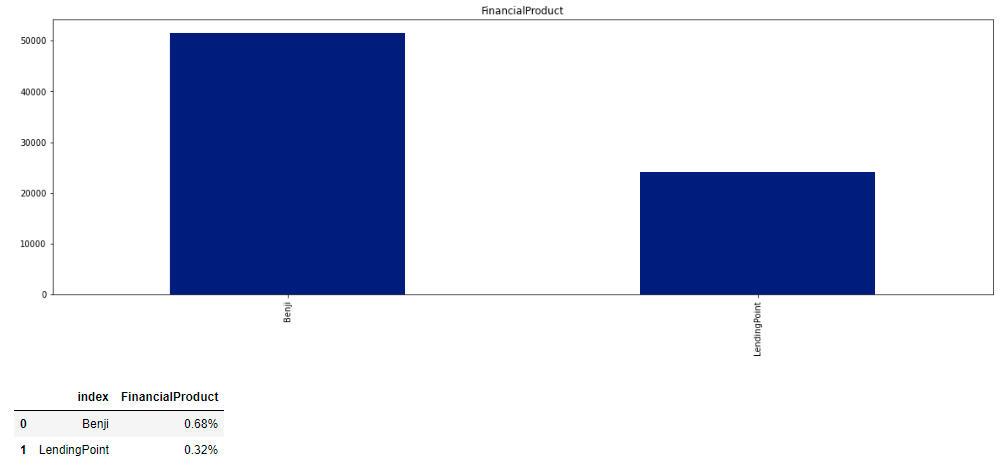 FinancialProduct
50000
40000
30000
20000
10000
0
Benji
LendingPoint
index FinancialProduct
0 Benji 0.68%
1 LendingPoint 0.32%